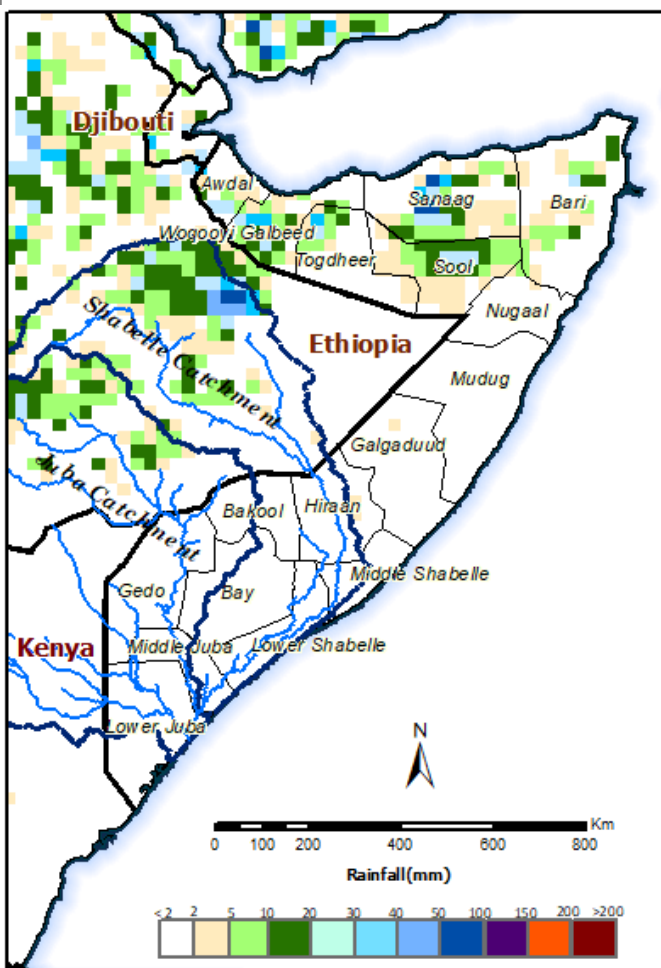 Djibouti
Awdal
Sanaag
Bari
Woqooyi Galbeed
Togdheer
Sool
Nugaal
Shabelle Catchment
Ethiopia
Mudug
Galgaduud
Juba Catchment
Bakool
Hiraan
Middle Shabelle
Gedo
Bay
Kenya
Middle Juba
Lower Shabelle
Lower Juba
N
Km
0 100 200 400 600 800
Rainfall(mm)
<2 2 5 10 20 30 40 50 100 150 200 >200